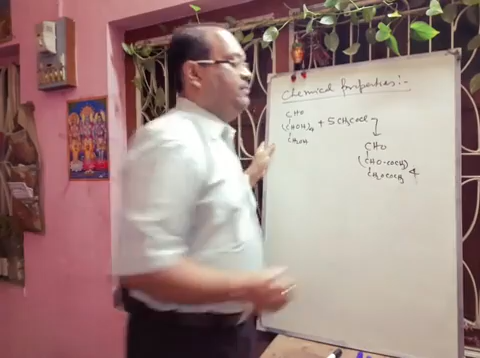 Chemical Properties:-
CHO
(CHOH)4 + 5 CH3COCl
CH2OH
CHO
(CHO·COCH3)4
CH2OCOCH3